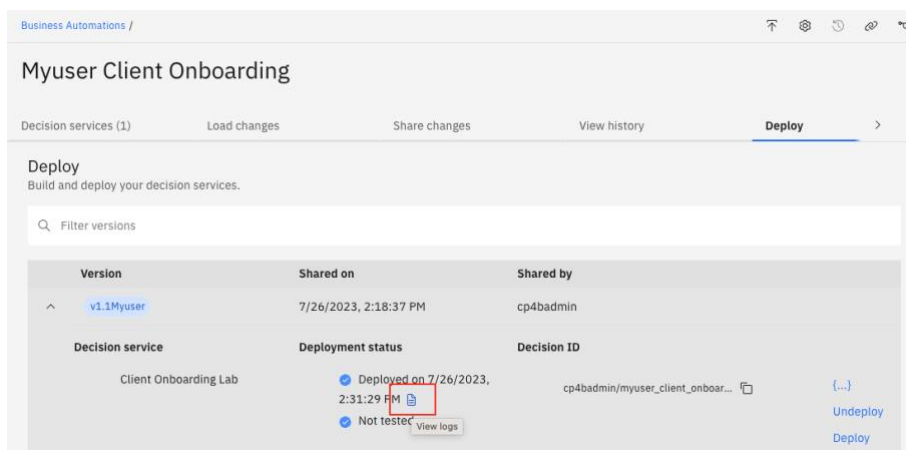 Business Automations /
Myuser Client Onboarding
Decision services (1) Load changes Share changes View history Deploy
Deploy
Build and deploy your decision services.
Filter versions
Version Shared on Shared by
v1.1Myuser 7/26/2023, 2:18:37 PM cp4badmin
Decision service Deployment status Decision ID
Client Onboarding Lab Deployed on 7/26/2023, cp4badmin/myuser_client_onboar... {...}
2:31:29 PM
Not tested Undeploy
View logs
Deploy